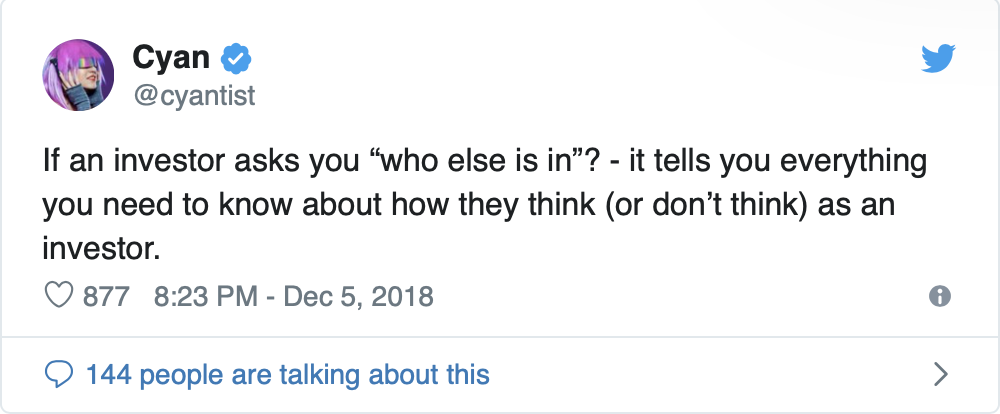 Cyan
@cyantist
If an investor asks you “who else is in”? - it tells you everything
you need to know about how they think (or don’t think) as an
investor.
877 8:23 PM - Dec 5, 2018
144 people are talking about this